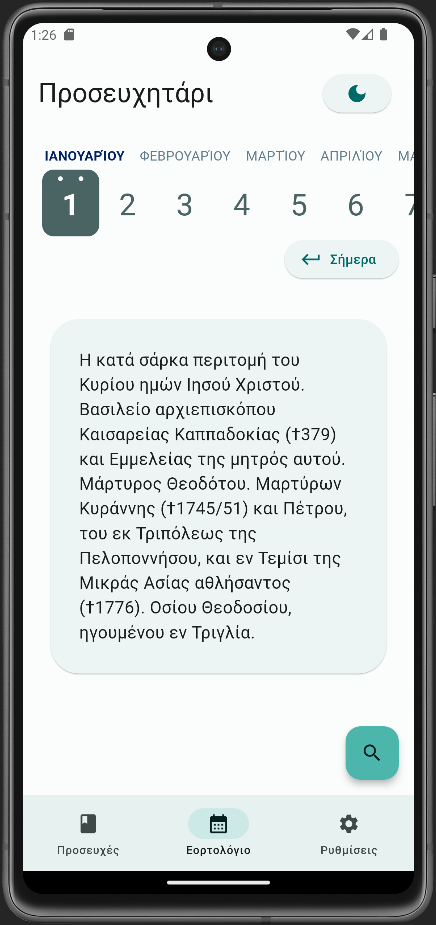 1:26
Προσευχητάρι
ΙΑΝΟΥΑΡΊΟΥ ΦΕΒΡΟΥΑΡΊΟΥ ΜΑΡΤΊΟΥ ΑΠΡΙΛΊΟΥ ΜΑ
1 2 3 4 5 6 7
Σήμερα
Η κατά σάρκα περιτομή του
Κυρίου ημών Ιησού Χριστού.
Βασιλείο αρχιεπισκόπου
Καισαρείας Καππαδοκίας (†379)
και Εμμελείας της μητρός αυτού.
Μάρτυρος Θεοδότου. Μαρτύρων
Κυράννης (†1745/51) και Πέτρου,
του εκ Τριπόλεως της
Πελοποννήσου, και εν Τεμίσι της
Μικράς Ασίας αθλήσαντος
(†1776). Οσίου Θεοδοσίου,
ηγουμένου εν Τριγλία.
Προσευχές Εορτολόγιο Ρυθμίσεις